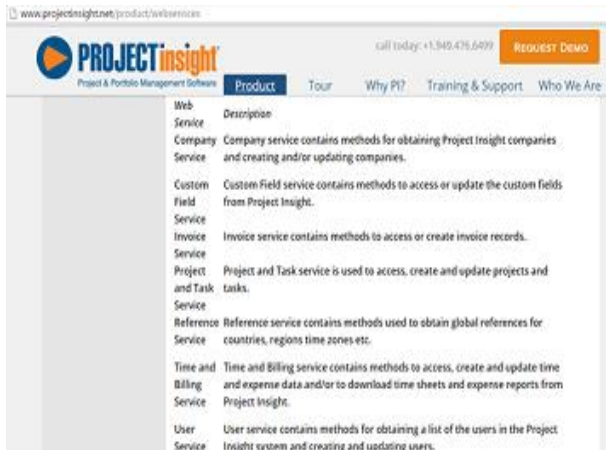 www.projectinsight.net/product/webservices
call today: +1.949.476.6499 REQUEST DEMO
PROJECTinsight
Project & Portfolio Management Software
Product Tour Why PI? Training & Support Who We Are
Web
Service Description
Company Company service contains methods for obtaining Project Insight companies
Service and creating and/or updating companies.
Custom Custom Field service contains methods to access or update the custom fields
Field from Project Insight.
Service
Invoice Invoice service contains methods to access or create invoice records.
Service
Project Project and Task service is used to access, create and update projects and
and Task tasks.
Service
Reference Reference service contains methods used to obtain global references for
Service countries, regions time zones etc.
Time and Time and Billing service contains methods to access, create and update time
Billing and expense data and/or to download time sheets and expense reports from
Service Project Insight.
User User service contains methods for obtaining a list of the users in the Project
Service Insight system and creating and updating users.